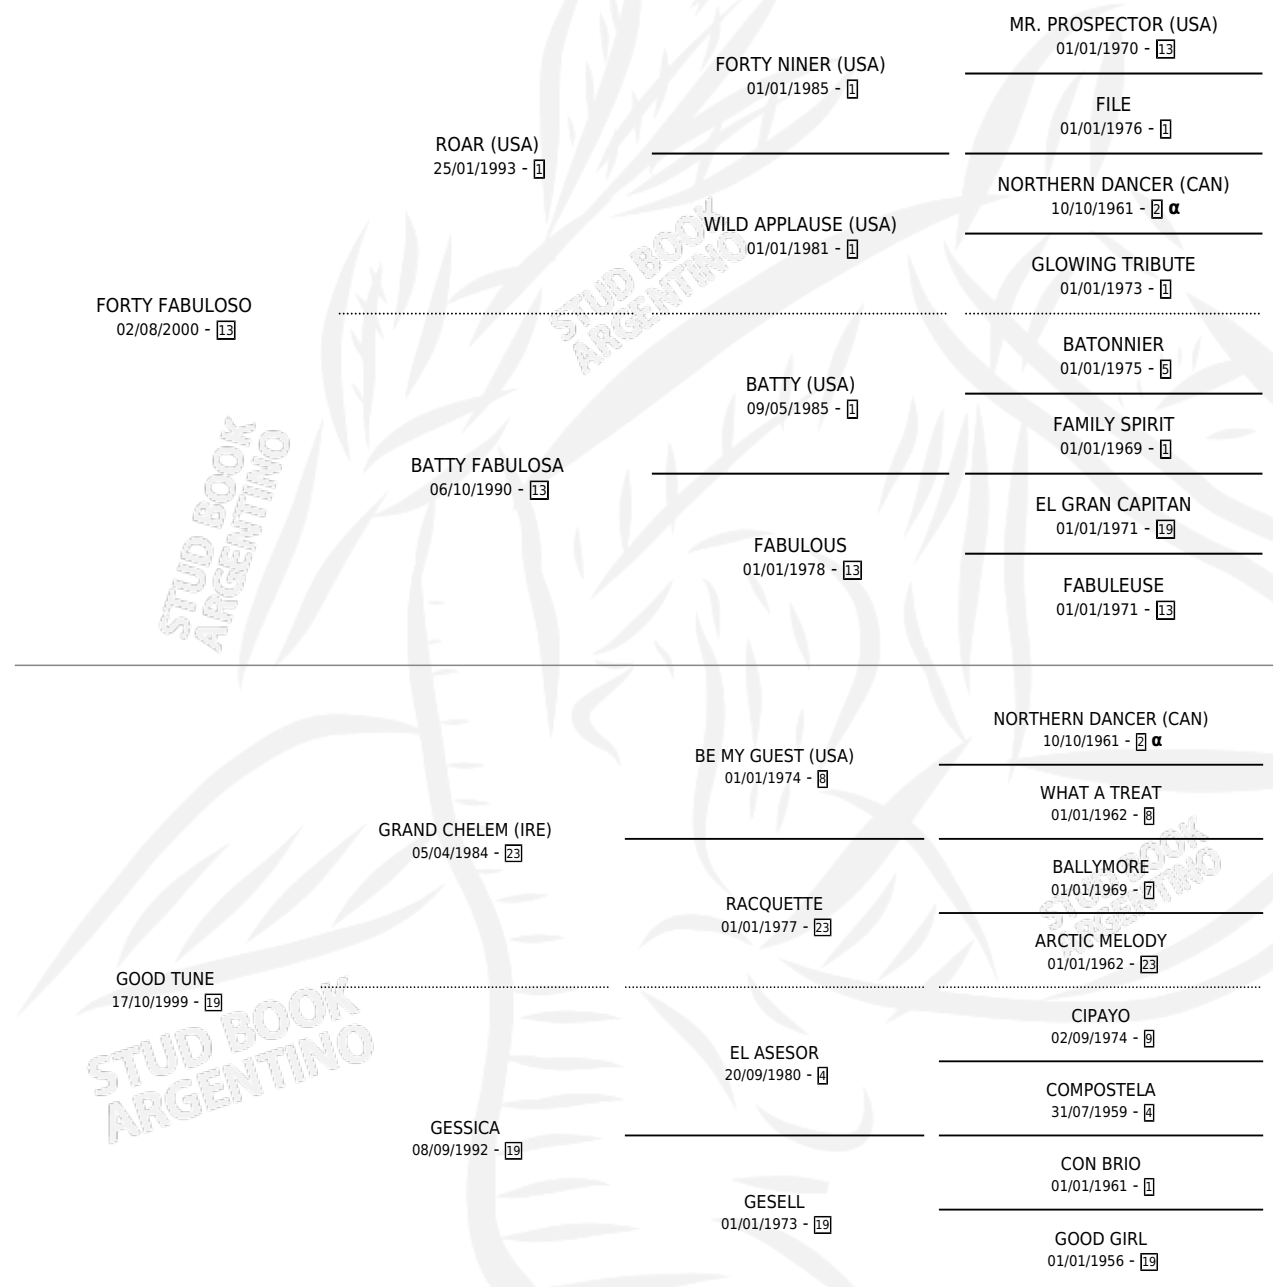 MR. PROSPECTOR (USA)
01/01/1970 - 13
FORTY NINER (USA)
01/01/1985 - 1
FILE
01/01/1976 - 1
ROAR (USA)
25/01/1993 - 1
NORTHERN DANCER (CAN)
10/10/1961 - 2 α
WILD APPLAUSE (USA)
01/01/1981 - 1
GLOWING TRIBUTE
01/01/1973 - 1
FORTY FABULOSO
02/08/2000 - 13
BATONNIER
01/01/1975 - 5
BATTY (USA)
09/05/1985 - 1
FAMILY SPIRIT
01/01/1969 - 1
BATTY FABULOSA
06/10/1990 - 13
EL GRAN CAPITAN
01/01/1971 - 19
FABULOUS
01/01/1978 - 13
FABULEUSE
01/01/1971 - 13
NORTHERN DANCER (CAN)
10/10/1961 - 2 α
BE MY GUEST (USA)
01/01/1974 - 8
WHAT A TREAT
01/01/1962 - 8
GRAND CHELEM (IRE)
05/04/1984 - 23
BALLYMORE
01/01/1969 - 7
RACQUETTE
01/01/1977 - 23
ARCTIC MELODY
01/01/1962 - 23
GOOD TUNE
17/10/1999 - 19
CIPAYO
02/09/1974 - 9
EL ASESOR
20/09/1980 - 4
COMPOSTELA
31/07/1959 - 4
GESSICA
08/09/1992 - 19
CON BRIO
01/01/1961 - 1
GESELL
01/01/1973 - 19
GOOD GIRL
01/01/1956 - 19
STUD BOOK
ARGENTINO
STUD BOOK
ARGENTINO
STUD BOOK
ARGENTINO
STUD BOOK
ARGENTINO